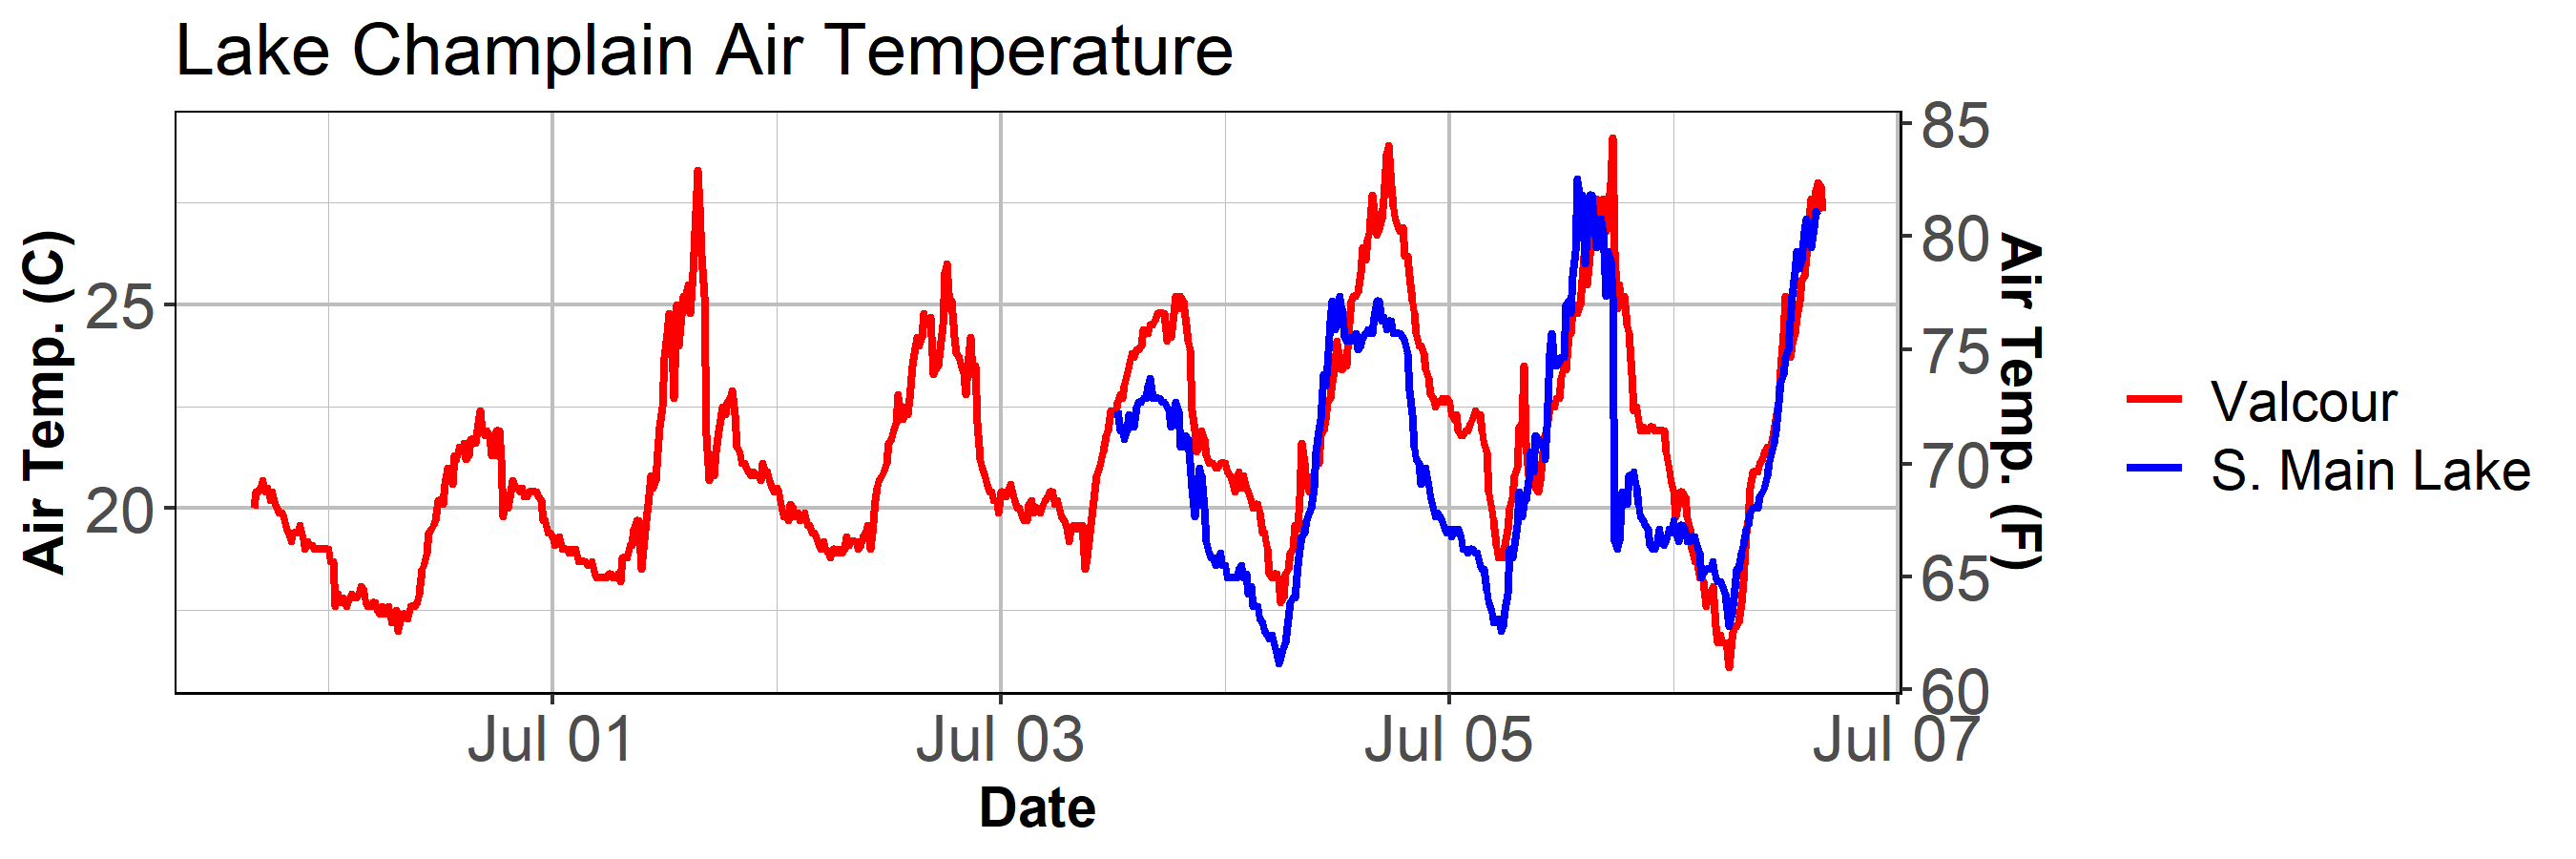 Lake Champlain Air Temperature
Air Temp. (C)
25
20
85
80
75
70
65
60
Air Temp. (F)
Jul 01
Jul 03
Jul 05
Jul 07
Date
Valcour
S. Main Lake